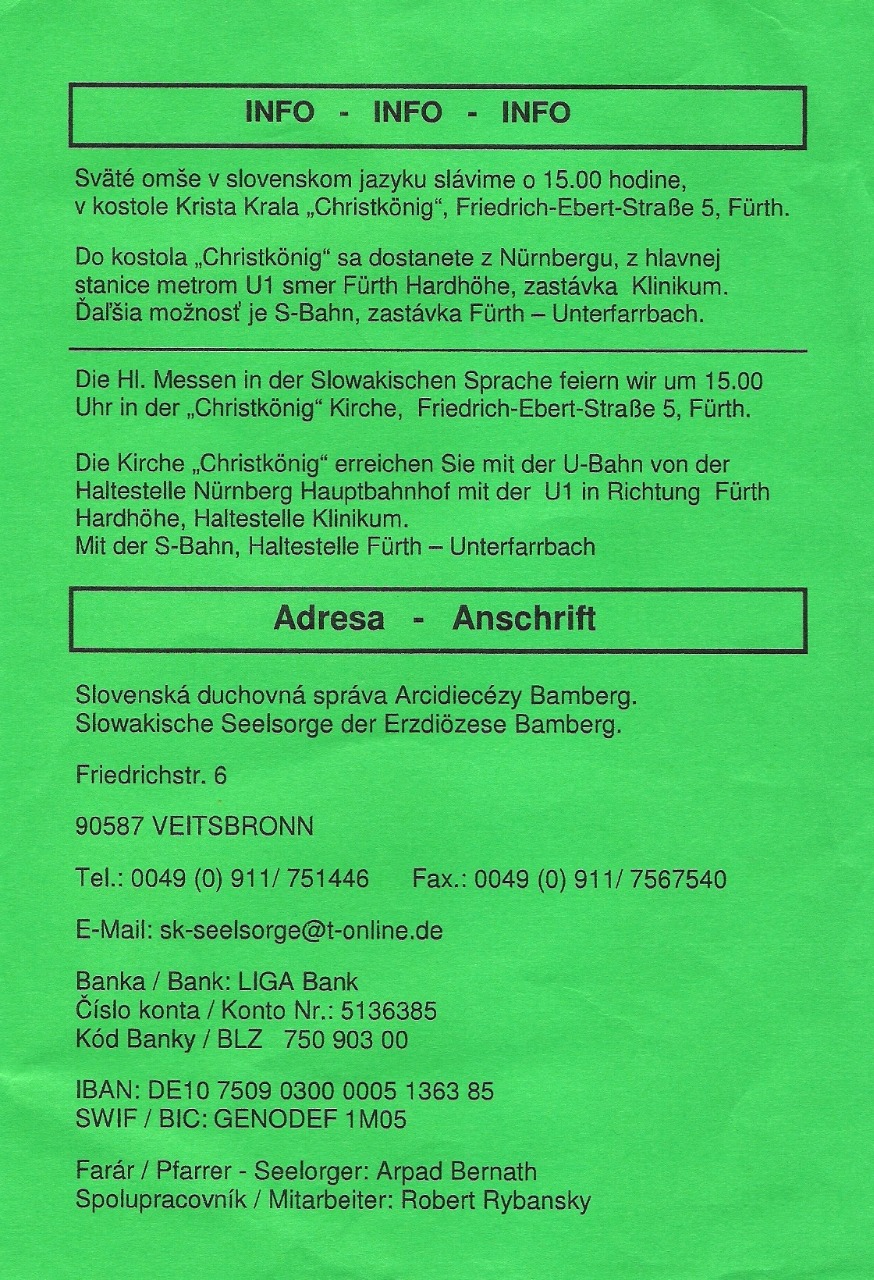 INFO - INFO - INFO
Sväté omše v slovenskom jazyku slávime o 15.00 hodine,
v kostole Krista Krala „Christkönig“, Friedrich-Ebert-Straße 5, Fürth.
Do kostola „Christkönig“ sa dostanete z Nürnbergu, z hlavnej
stanice metrom U1 smer Fürth Hardhöhe, zastávka Klinikum.
Ďaľšia možnosť je S-Bahn, zastávka Fürth – Unterfarrbach.
Die Hl. Messen in der Slowakischen Sprache feiern wir um 15.00
Uhr in der „Christkönig“ Kirche, Friedrich-Ebert-Straße 5, Fürth.
Die Kirche „Christkönig“ erreichen Sie mit der U-Bahn von der
Haltestelle Nürnberg Hauptbahnhof mit der U1 in Richtung Fürth
Hardhöhe, Haltestelle Klinikum.
Mit der S-Bahn, Haltestelle Fürth – Unterfarrbach
Adresa - Anschrift
Slovenská duchovná správa Arcidiecézy Bamberg.
Slowakische Seelsorge der Erzdiözese Bamberg.
Friedrichstr. 6
90587 VEITSBRONN
Tel.: 0049 (0) 911/ 751446 Fax.: 0049 (0) 911/ 7567540
E-Mail: sk-seelsorge@t-online.de
Banka / Bank: LIGA Bank
Číslo konta / Konto Nr.: 5136385
Kód Banky / BLZ 750 903 00
IBAN: DE10 7509 0300 0005 1363 85
SWIF / BIC: GENODEF 1M05
Farár / Pfarrer - Seelorger: Arpad Bernath
Spolupracovník / Mitarbeiter: Robert Rybansky